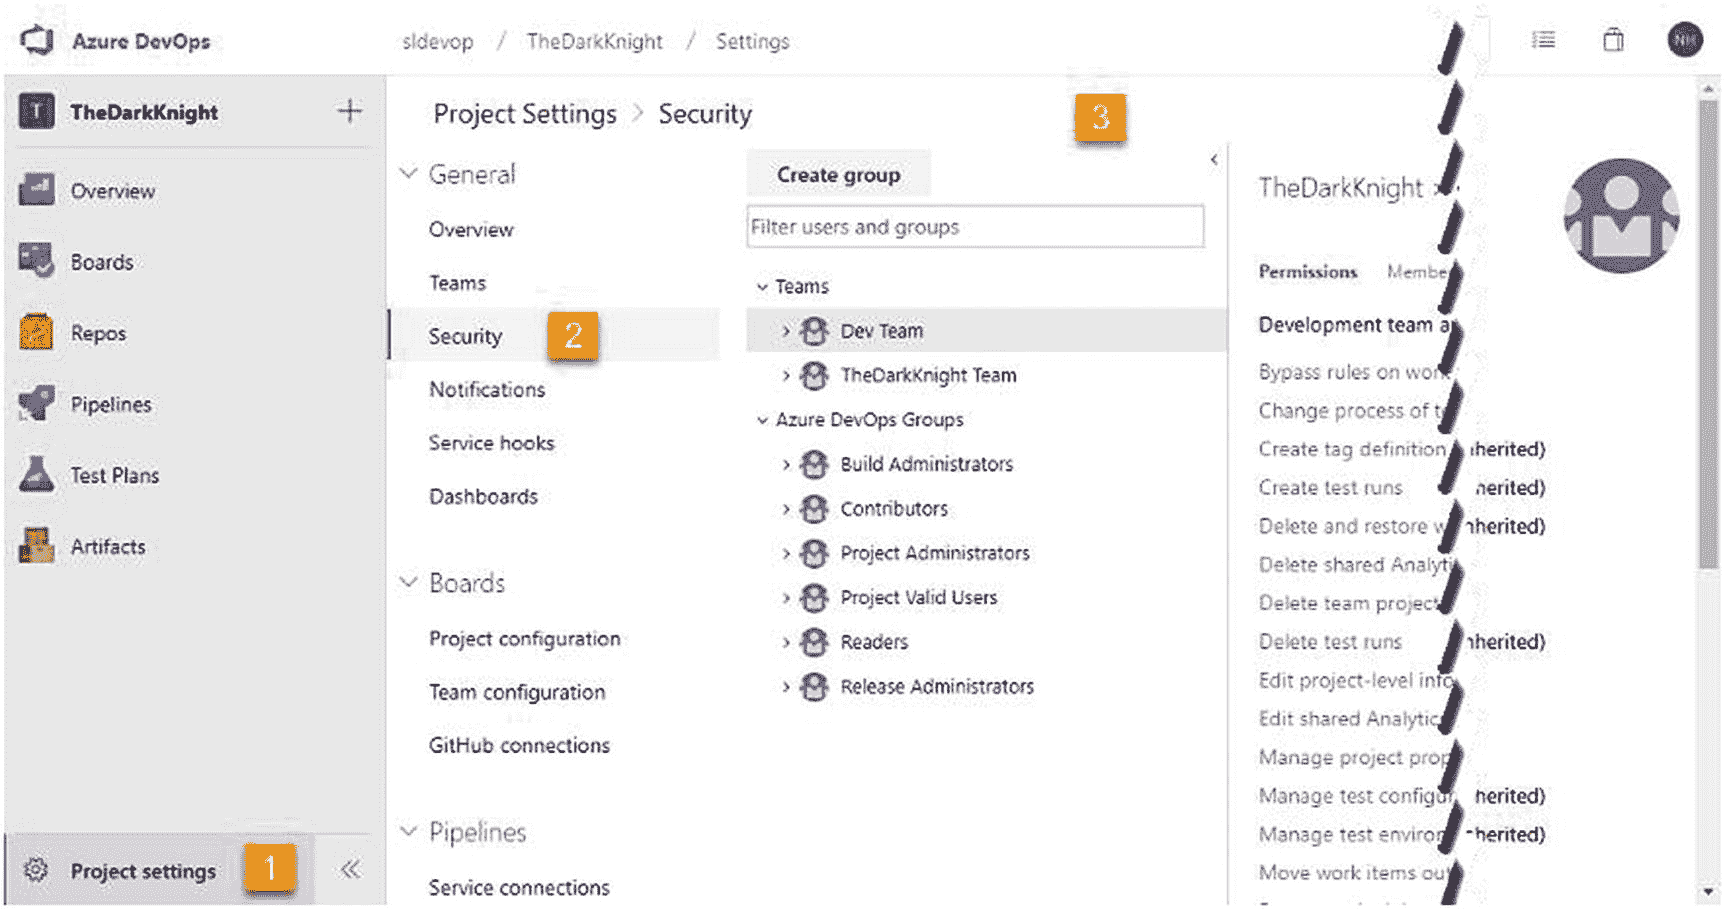 Azure DevOps
sldevop / TheDarkKnight / Settings
NH
T TheDarkKnight
Overview
Boards
Repos
Pipelines
Test Plans
Artifacts
Project settings 1
Project Settings > Security
3
General
Overview
Teams
Security 2
Notifications
Service hooks
Dashboards
Boards
Project configuration
Team configuration
GitHub connections
Pipelines
Service connections
Create group
Filter users and groups
Teams
Dev Team
TheDarkKnight Team
Azure DevOps Groups
Build Administrators
Contributors
Project Administrators
Project Valid Users
Readers
Release Administrators
TheDarkKnight
Permissions Membe
Development team a
Bypass rules on work
Change process of te
Create tag definition herited)
Create test runs herited)
Delete and restore w herited)
Delete shared Analyti
Delete team project
Delete test runs herited)
Edit project-level info
Edit shared Analytic
Manage project prop
Manage test configur herited)
Manage test environ herited)
Move work items out